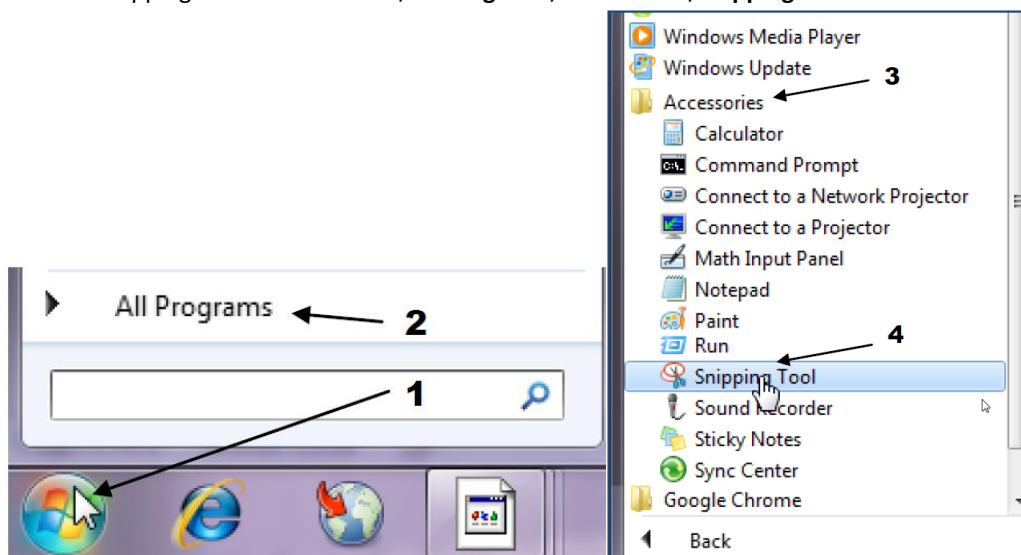 Windows Media Player
Windows Update
3
Accessories
Calculator
Command Prompt
Connect to a Network Projector
Connect to a Projector
Math Input Panel
Notepad
Paint
4
Run
Snipping Tool
Sound Recorder
Sticky Notes
Sync Center
Google Chrome
Back
All Programs
2
1